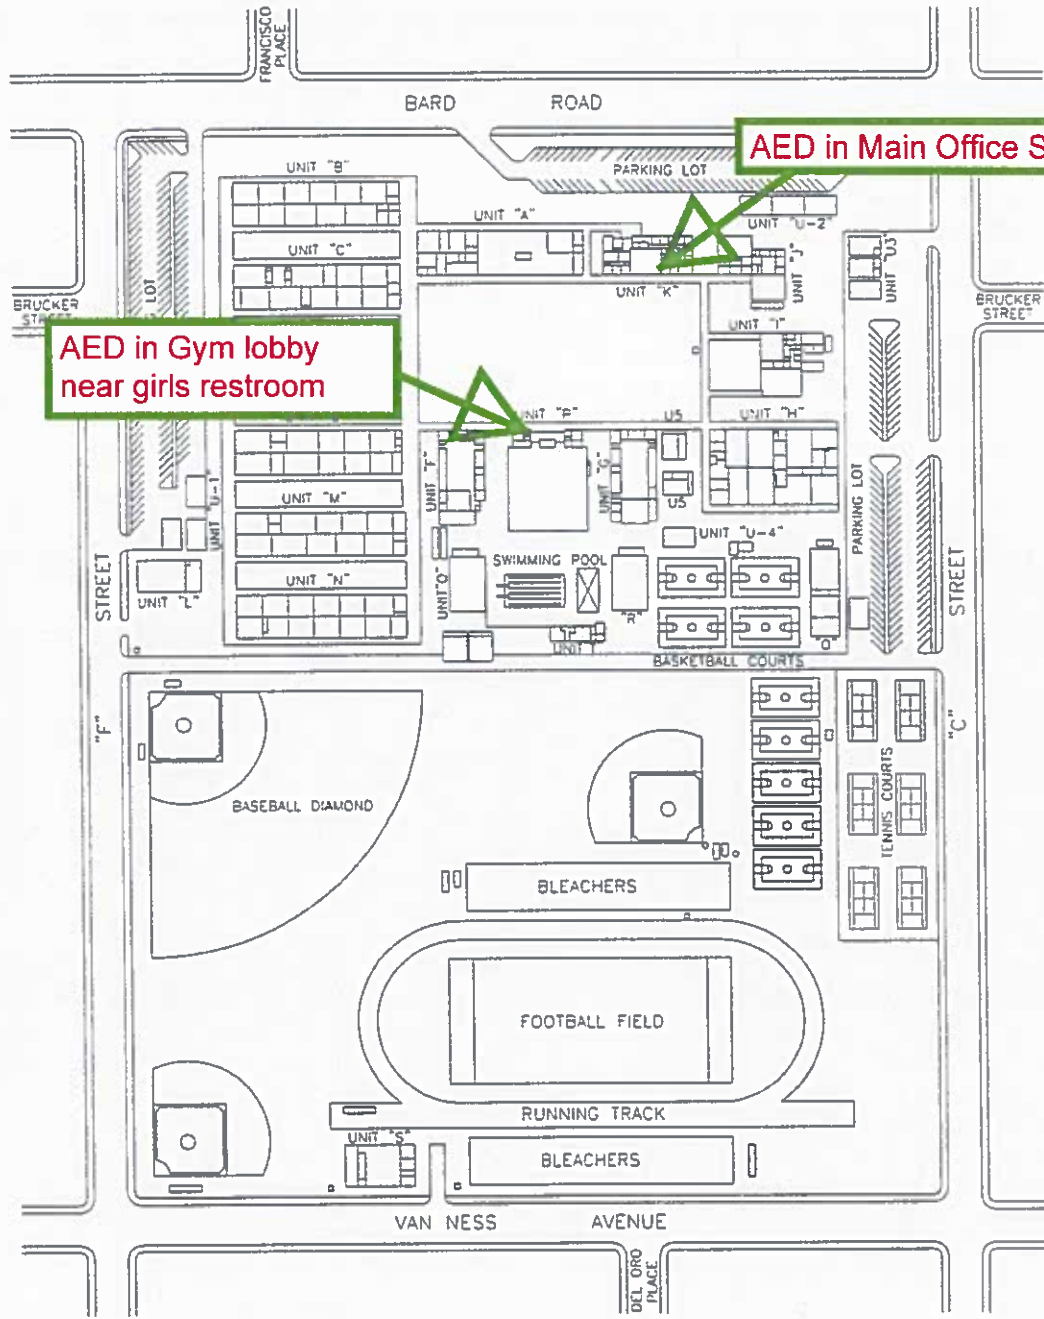 FRANCISCO
PLACE
BARD ROAD
AED in Main Office S
PARKING LOT
UNIT "B"
UNIT "A"
UNIT "U-2"
UNIT "C"
UNIT "J"
UNIT "U3"
LOT
UNIT "K"
BRUCKER
STREET
BRUCKER
STREET
UNIT "I"
AED in Gym lobby
near girls restroom
UNIT "P"
U5
UNIT "H"
UNIT "F"
UNIT "G"
UNIT "U-1"
UNIT "M"
U5
PARKING LOT
UNIT "U-4"
SWIMMING POOL
UNIT "N"
UNIT "L"
UNIT "O"
"R"
UNIT
"F" STREET
"C" STREET
BASKETBALL COURTS
BASEBALL DIAMOND
TENNIS COURTS
BLEACHERS
FOOTBALL FIELD
RUNNING TRACK
UNIT "S"
BLEACHERS
VAN NESS AVENUE
DEL ORO
PLACE